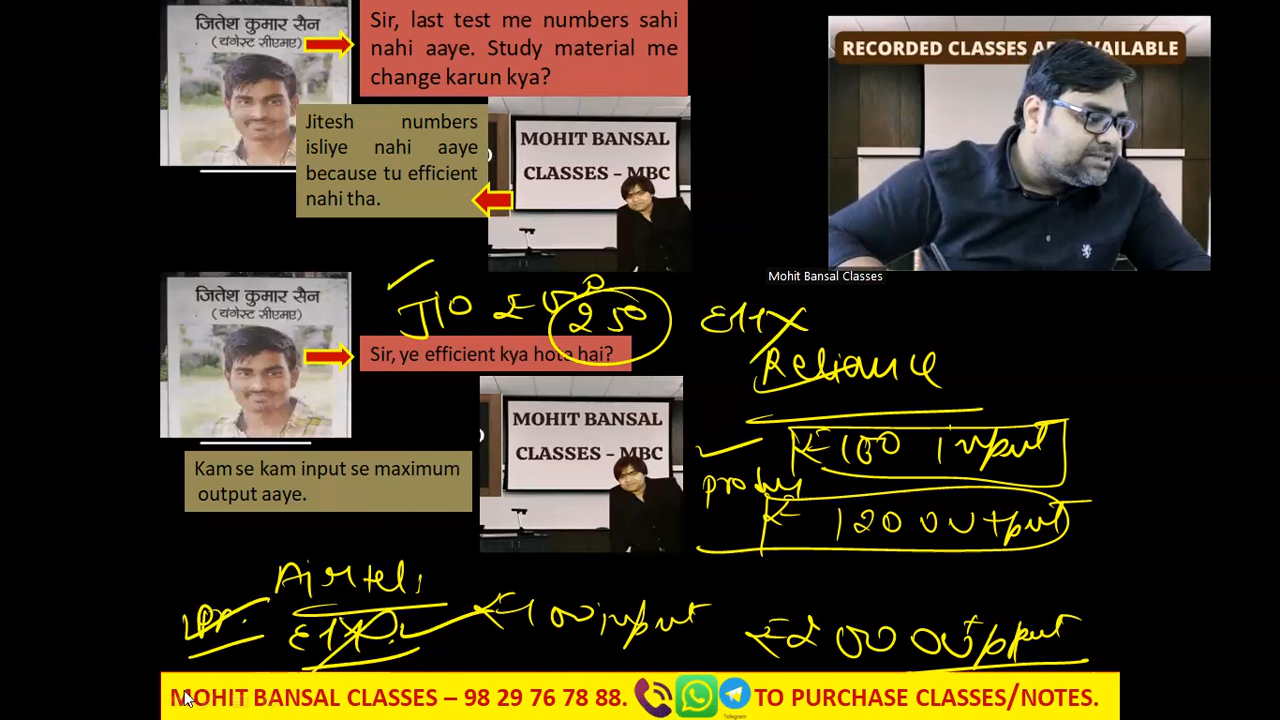 जितेश कुमार सैन
(यंगेस्ट सीएमए)
Sir, last test me numbers sahi
nahi aaye. Study material me
change karun kya?
RECORDED CLASSES AVAILABLE
Jitesh numbers
isliye nahi aaye
because tu efficient
nahi tha.
MOHIT BANSAL
CLASSES - MBC
Mohit Bansal Classes
जितेश कुमार सैन
(यंगेस्ट सीएमए)
JIO
250
Sir, ye efficient kya hota hai?
Reliance
MOHIT BANSAL
CLASSES - MBC
₹100 input
₹ 120 output
Kam se kam input se maximum
output aaye.
Airtel
₹100 input
₹200 output
MOHIT BANSAL CLASSES – 98 29 76 78 88. Telegram TO PURCHASE CLASSES/NOTES.